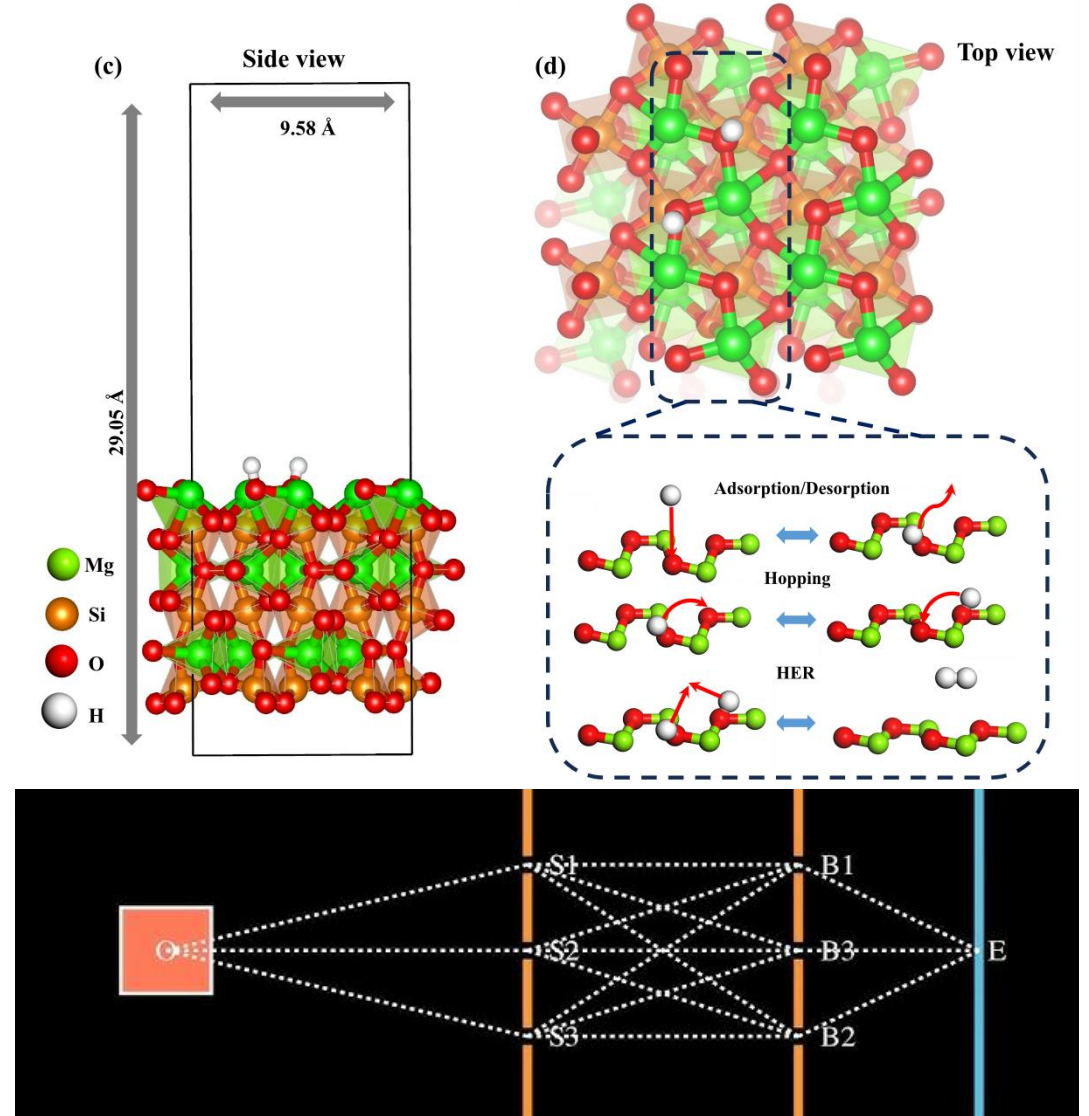 (c)
Side view
9.58 Å
29.05 Å
Mg
Si
O
H
(d)
Top view
Adsorption/Desorption
Hopping
HER
O
S1
S2
S3
B1
B3
B2
E